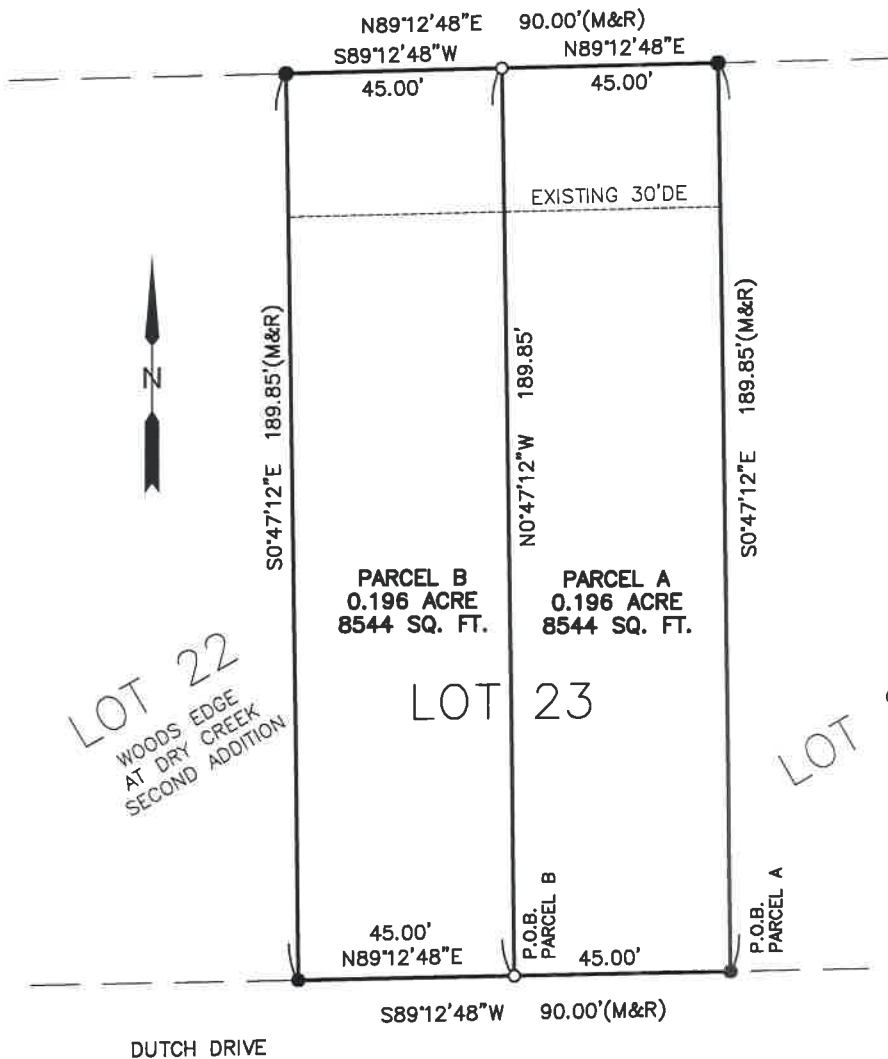 N89°12'48"E 90.00'(M&R)
S89°12'48"W N89°12'48"E
45.00' 45.00'
EXISTING 30'DE
N
S0°47'12"E 189.85'(M&R)
N0°47'12"W 189.85'
S0°47'12"E 189.85'(M&R)
PARCEL B
0.196 ACRE
8544 SQ. FT.
PARCEL A
0.196 ACRE
8544 SQ. FT.
LOT 22
WOODS EDGE
AT DRY CREEK
SECOND ADDITION
LOT 23
LOT
P.O.B.
PARCEL B
P.O.B.
PARCEL A
45.00'
N89°12'48"E
45.00'
S89°12'48"W 90.00'(M&R)
DUTCH DRIVE